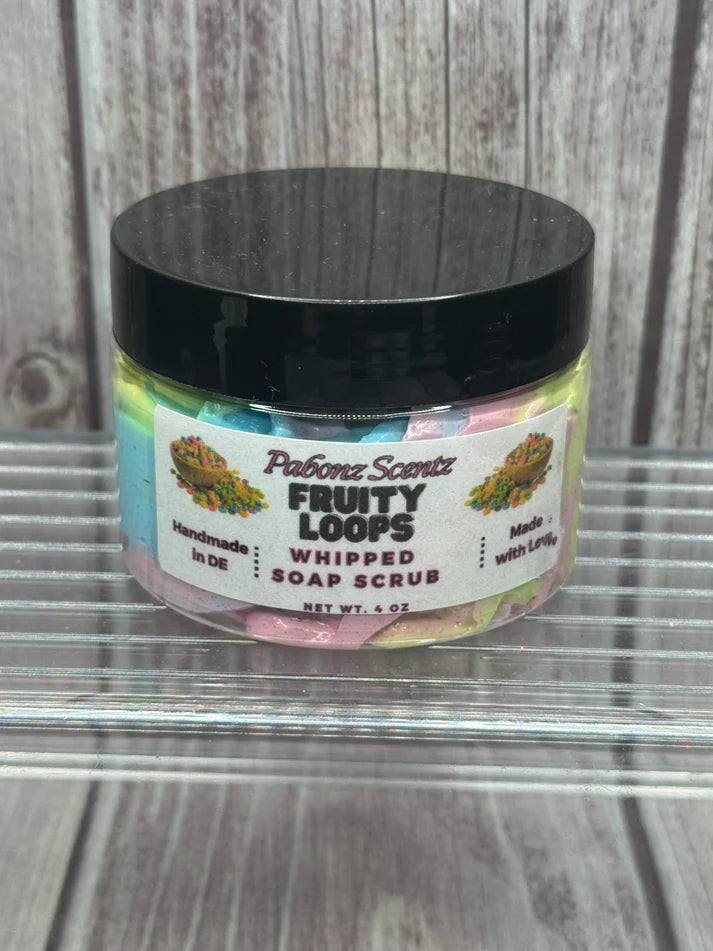 Pabonz Scentz
FRUITY
LOOPS
WHIPPED
SOAP SCRUB
NET WT. 4 OZ
Handmade
in DE
Made
with Love